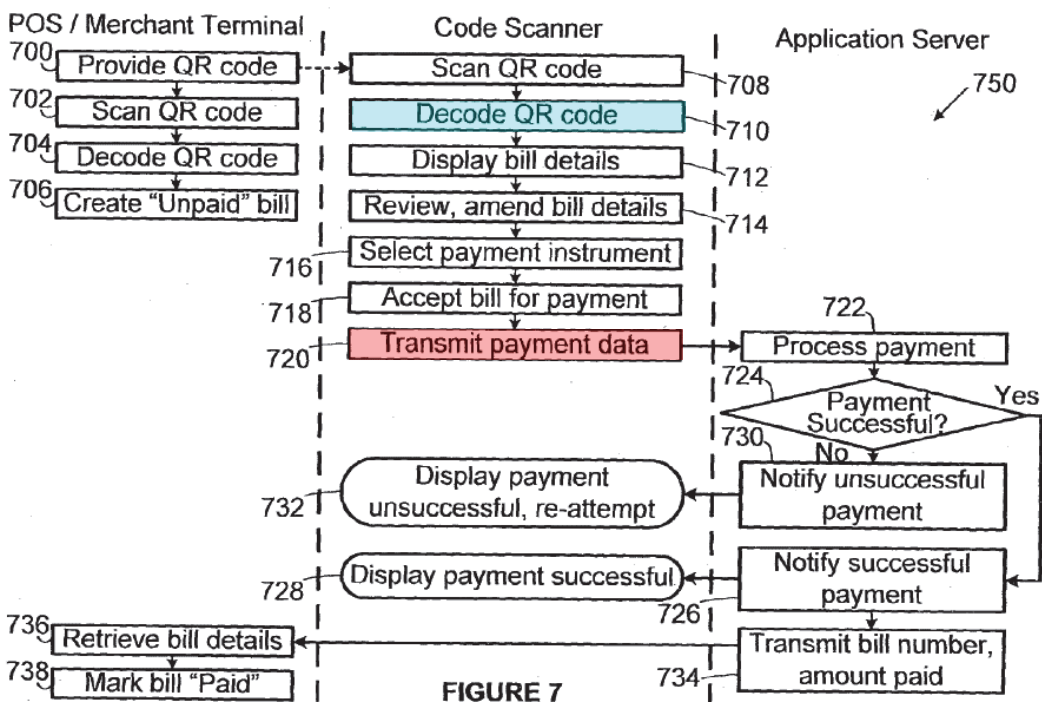 POS / Merchant Terminal
Code Scanner
Application Server
700
Provide QR code
Scan QR code
708
750
702
Scan QR code
Decode QR code
710
704
Decode QR code
Display bill details
712
706
Create “Unpaid” bill
Review, amend bill details
714
716
Select payment instrument
718
Accept bill for payment
722
720
Transmit payment data
Process payment
724
Payment
Successful?
Yes
730
No
732
Display payment
unsuccessful, re-attempt
Notify unsuccessful
payment
728
Display payment successful
726
Notify successful
payment
736
Retrieve bill details
734
Transmit bill number,
amount paid
738
Mark bill “Paid”
FIGURE 7